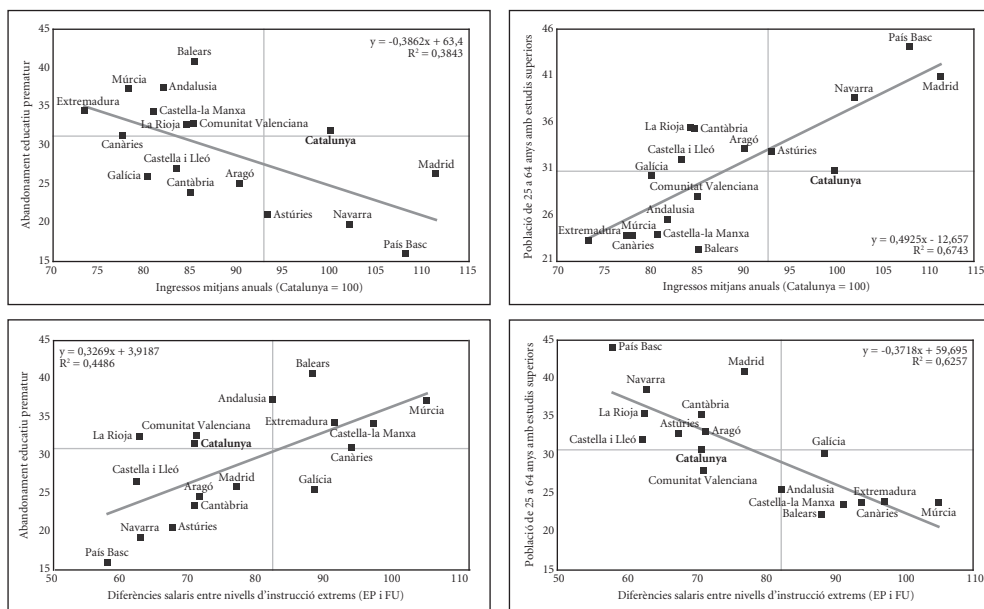 Abandonament educatiu prematur
45
40
35
30
25
20
15
y = -0,3862x + 63,4
R² = 0,3843
Balears
Múrcia
Andalusia
Extremadura
Castella-la Manxa
La Rioja
Comunitat Valenciana
Canàries
Catalunya
Castella i Lleó
Galícia
Cantàbria
Aragó
Madrid
Astúries
Navarra
País Basc
70 75 80 85 90 95 100 105 110 115
Ingressos mitjans anuals (Catalunya = 100)
Població de 25 a 64 anys amb estudis superiors
46
41
36
31
26
21
País Basc
Madrid
Navarra
La Rioja
Cantàbria
Aragó
Astúries
Castella i Lleó
Galícia
Catalunya
Comunitat Valenciana
Andalusia
Extremadura
Múrcia
Castella-la Manxa
Canàries
Balears
y = 0,4925x - 12,657
R² = 0,6743
70 75 80 85 90 95 100 105 110 115
Ingressos mitjans anuals (Catalunya = 100)
Abandonament educatiu prematur
45
40
35
30
25
20
15
y = 0,3269x + 3,9187
R² = 0,4486
Balears
Andalusia
Múrcia
Extremadura
Comunitat Valenciana
La Rioja
Catalunya
Castella-la Manxa
Canàries
Castella i Lleó
Aragó
Madrid
Galícia
Cantàbria
Navarra
Astúries
País Basc
50 60 70 80 90 100 110
Diferències salaris entre nivells d'instrucció extrems (EP i FU)
Població de 25 a 64 anys amb estudis superiors
45
40
35
30
25
20
15
y = -0,3718x + 59,695
R² = 0,6257
País Basc
Madrid
Navarra
La Rioja
Cantàbria
Astúries
Aragó
Castella i Lleó
Galícia
Catalunya
Comunitat Valenciana
Andalusia
Extremadura
Castella-la Manxa
Balears
Canàries
Múrcia
50 60 70 80 90 100 110
Diferències salaris entre nivells d'instrucció extrems (EP i FU)